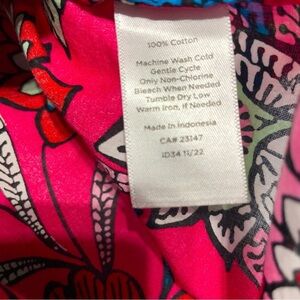 100% Cotton
Machine Wash Cold
Gentle Cycle
Only Non-Chlorine
Bleach When Needed
Tumble Dry Low
Warm Iron, If Needed
Made In Indonesia
CA# 23147
ID34 11/22